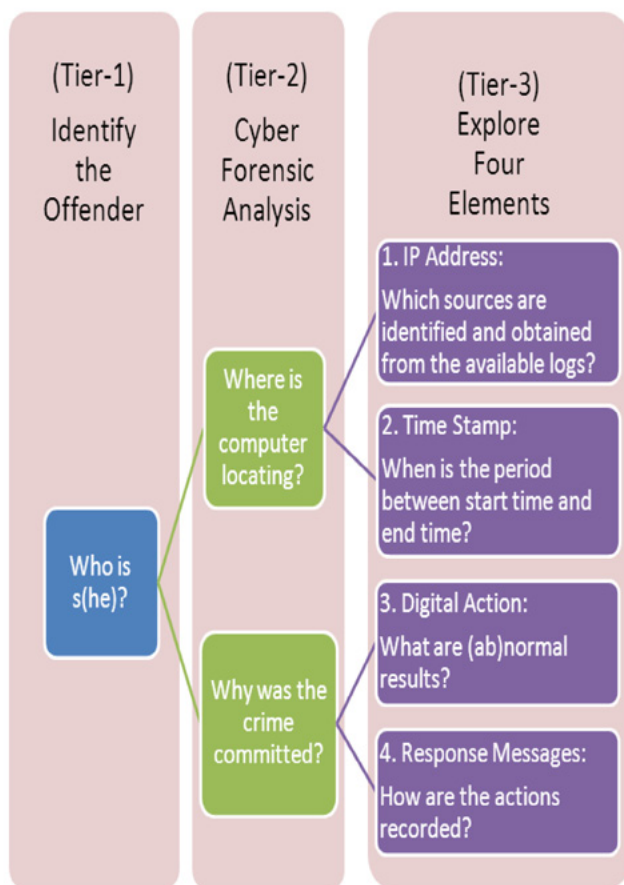 (Tier-1)
Identify
the
Offender
Who is
s(he)?
(Tier-2)
Cyber
Forensic
Analysis
Where is
the
computer
locating?
Why was the
crime
committed?
(Tier-3)
Explore
Four
Elements
1. IP Address:
Which sources are
identified and obtained
from the available logs?
2. Time Stamp:
When is the period
between start time and
end time?
3. Digital Action:
What are (ab)normal
results?
4. Response Messages:
How are the actions
recorded?